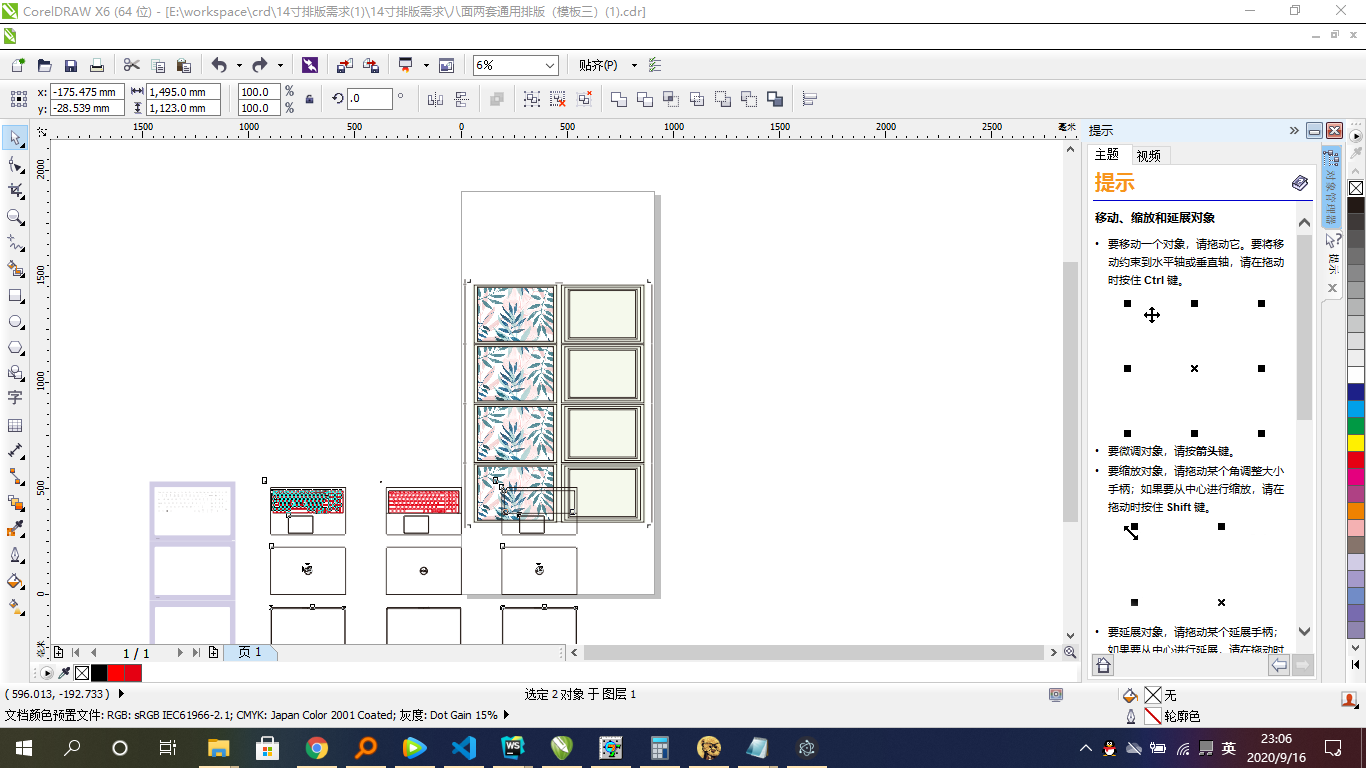 CorelDRAW X6 (64 位) - [E:\workspace\crd\14寸排版需求(1)\14寸排版需求\八面两套通用排版（模板三）(1).cdr]
6%
贴齐(P)
x: -175.475 mm
y: -28.539 mm
1,495.0 mm
1,123.0 mm
100.0 %
100.0 %
.0 °
1500 1000 500 0 500 1000 1500 2000 2500 毫米
2000
1500
1000
500
0
字
提示
主题 视频
提示
移动、缩放和延展对象
• 要移动一个对象，请拖动它。要将移
动约束到水平轴或垂直轴，请在拖动
时按住 Ctrl 键。
• 要微调对象，请按箭头键。
• 要缩放对象，请拖动某个角调整大小
手柄；如果要从中心进行缩放，请在
拖动时按住 Shift 键。
• 要延展对象，请拖动某个延展手柄；
如果要从中心进行延展，请在拖动时
对象管理器
提示
1 / 1
页 1
( 596.013, -192.733 )
选定 2 对象 于 图层 1
无
文档颜色预置文件: RGB: sRGB IEC61966-2.1; CMYK: Japan Color 2001 Coated; 灰度: Dot Gain 15%
轮廓色
英
23:06
2020/9/16